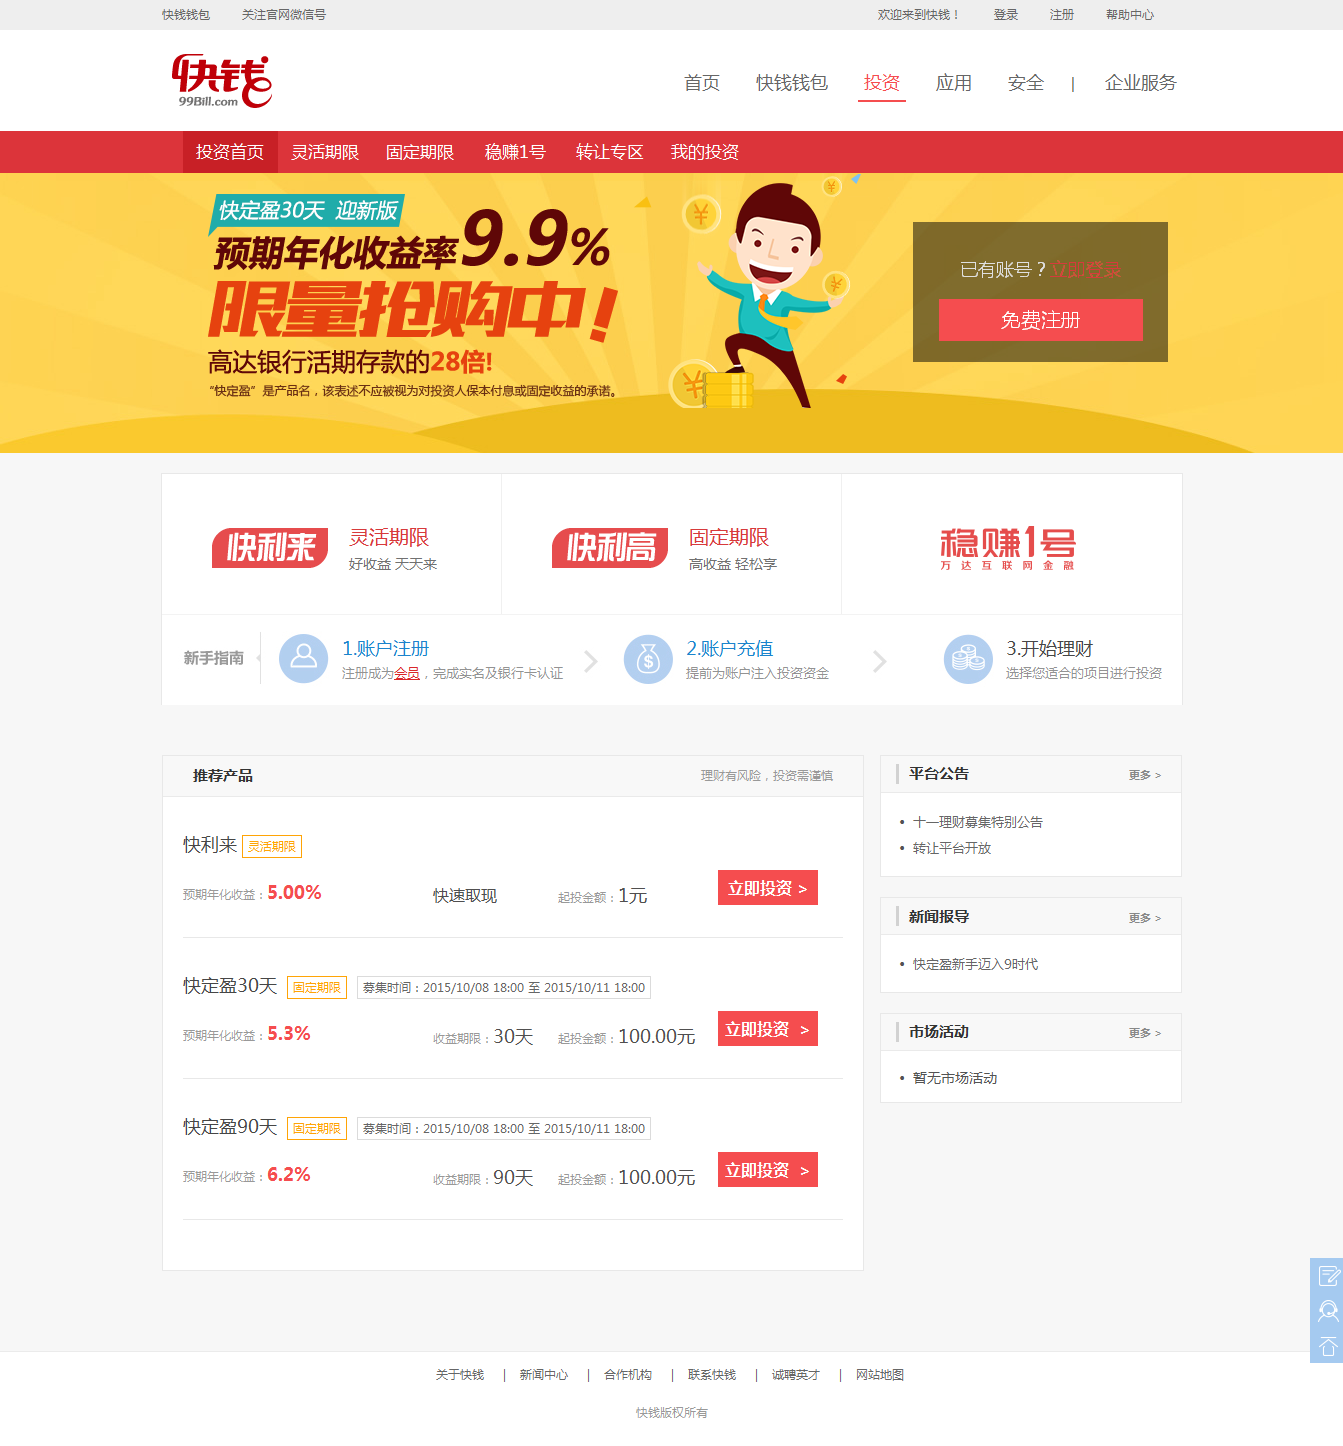 快钱钱包 关注官网微信号 欢迎来到快钱！ 登录 注册 帮助中心
快钱
99Bill.com
首页 快钱钱包 投资 应用 安全 | 企业服务
投资首页 灵活期限 固定期限 稳赚1号 转让专区 我的投资
快定盈30天 迎新版
预期年化收益率9.9%
限量抢购中!
高达银行活期存款的28倍!
“快定盈”是产品名，该表述不应被视为对投资人保本付息或固定收益的承诺。
已有账号？立即登录
免费注册
快利来 灵活期限
好收益 天天来
快利高 固定期限
高收益 轻松享
稳赚1号
万达互联网金融
新手指南
1.账户注册
注册成为会员，完成实名及银行卡认证
2.账户充值
提前为账户注入投资资金
3.开始理财
选择您适合的项目进行投资
推荐产品 理财有风险，投资需谨慎
快利来 灵活期限
预期年化收益：5.00% 快速取现 起投金额：1元 立即投资 >
快定盈30天 固定期限 募集时间：2015/10/08 18:00 至 2015/10/11 18:00
预期年化收益：5.3% 收益期限：30天 起投金额：100.00元 立即投资 >
快定盈90天 固定期限 募集时间：2015/10/08 18:00 至 2015/10/11 18:00
预期年化收益：6.2% 收益期限：90天 起投金额：100.00元 立即投资 >
平台公告 更多 >
• 十一理财募集特别公告
• 转让平台开放
新闻报导 更多 >
• 快定盈新手迈入9时代
市场活动 更多 >
• 暂无市场活动
关于快钱 | 新闻中心 | 合作机构 | 联系快钱 | 诚聘英才 | 网站地图
快钱版权所有